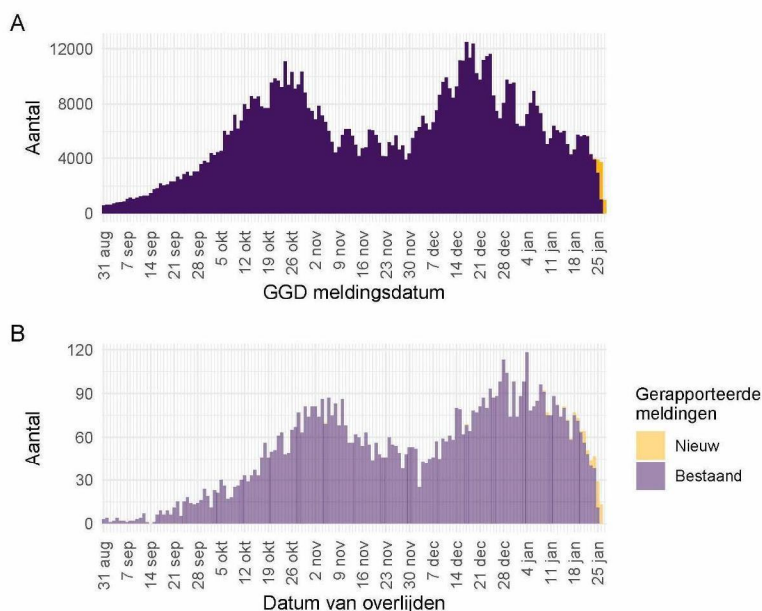 A
12000
8000
4000
0
Aantal
31 aug
7 sep
14 sep
21 sep
28 sep
5 okt
12 okt
19 okt
26 okt
2 nov
9 nov
16 nov
23 nov
30 nov
7 dec
14 dec
21 dec
28 dec
4 jan
11 jan
18 jan
25 jan
GGD meldingsdatum
B
120
90
60
30
0
Aantal
31 aug
7 sep
14 sep
21 sep
28 sep
5 okt
12 okt
19 okt
26 okt
2 nov
9 nov
16 nov
23 nov
30 nov
7 dec
14 dec
21 dec
28 dec
4 jan
11 jan
18 jan
25 jan
Datum van overlijden
Gerapporteerde
meldingen
Nieuw
Bestaand